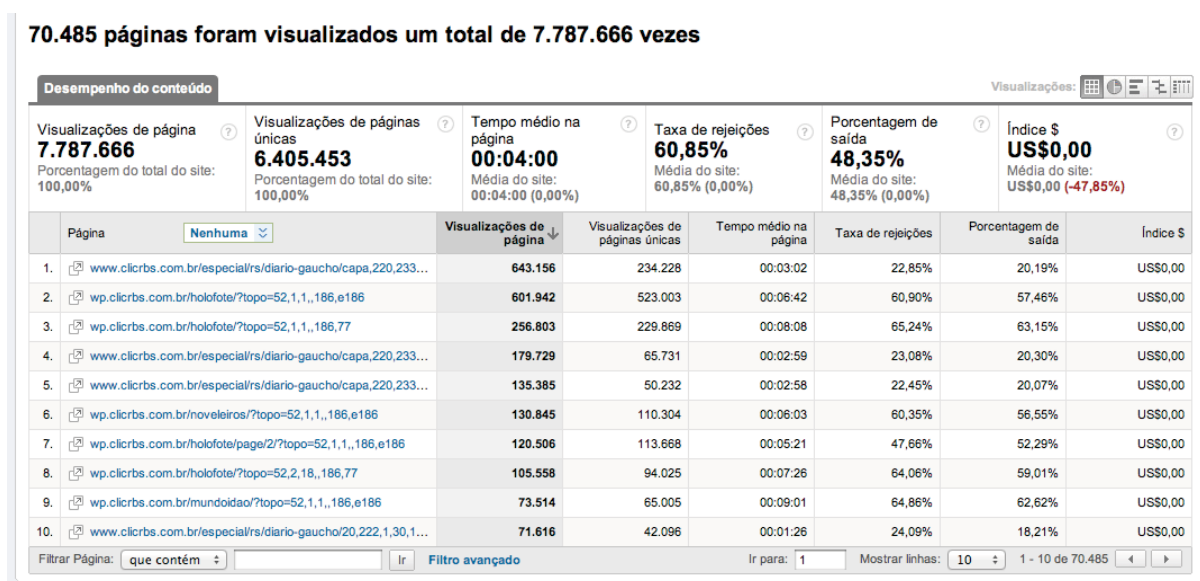 70.485 páginas foram visualizados um total de 7.787.666 vezes
Desempenho do conteúdo
Visualizações:
Visualizações de página ?
7.787.666
Porcentagem do total do site:
100,00%
Visualizações de páginas ?
únicas
6.405.453
Porcentagem do total do site:
100,00%
Tempo médio na ?
página
00:04:00
Média do site:
00:04:00 (0,00%)
Taxa de rejeições ?
60,85%
Média do site:
60,85% (0,00%)
Porcentagem de ?
saída
48,35%
Média do site:
48,35% (0,00%)
Índice $ ?
US$0,00
Média do site:
US$0,00 (-47,85%)
Página Nenhuma Visualizações de página Visualizações de páginas únicas Tempo médio na página Taxa de rejeições Porcentagem de saída Índice $
1. www.clicrbs.com.br/especial/rs/diario-gaucho/capa,220,233... 643.156 234.228 00:03:02 22,85% 20,19% US$0,00
2. wp.clicrbs.com.br/holofote/?topo=52,1,1,,186,e186 601.942 523.003 00:06:42 60,90% 57,46% US$0,00
3. wp.clicrbs.com.br/holofote/?topo=52,1,1,,186,77 256.803 229.869 00:08:08 65,24% 63,15% US$0,00
4. www.clicrbs.com.br/especial/rs/diario-gaucho/capa,220,233... 179.729 65.731 00:02:59 23,08% 20,30% US$0,00
5. www.clicrbs.com.br/especial/rs/diario-gaucho/capa,220,233... 135.385 50.232 00:02:58 22,45% 20,07% US$0,00
6. wp.clicrbs.com.br/noveleiros/?topo=52,1,1,,186,e186 130.845 110.304 00:06:03 60,35% 56,55% US$0,00
7. wp.clicrbs.com.br/holofote/page/2/?topo=52,1,1,,186,e186 120.506 113.668 00:05:21 47,66% 52,29% US$0,00
8. wp.clicrbs.com.br/holofote/?topo=52,2,18,,186,77 105.558 94.025 00:07:26 64,06% 59,01% US$0,00
9. wp.clicrbs.com.br/mundoidao/?topo=52,1,1,,186,e186 73.514 65.005 00:09:01 64,86% 62,62% US$0,00
10. www.clicrbs.com.br/especial/rs/diario-gaucho/20,222,1,30,1... 71.616 42.096 00:01:26 24,09% 18,21% US$0,00
Filtrar Página: que contém Ir Filtro avançado Ir para: 1 Mostrar linhas: 10 1 - 10 de 70.485